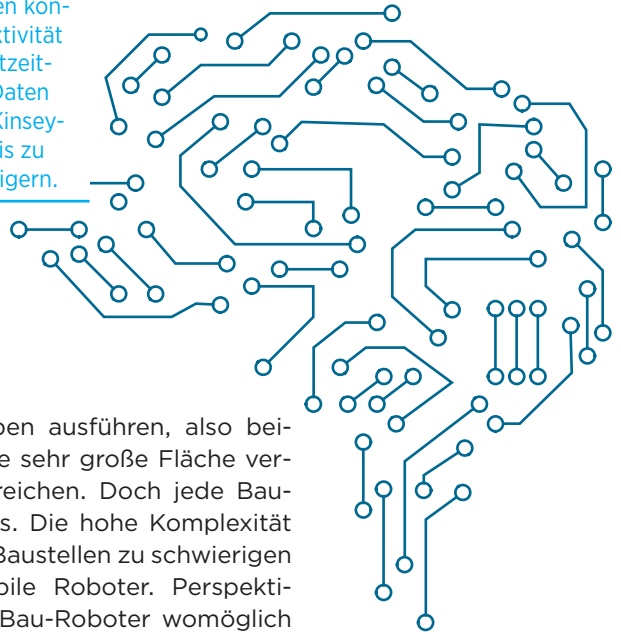 en kon-
ktivität
tzeit-
Daten
Kinsey-
is zu
igern.
ben ausführen, also bei-
e sehr große Fläche ver-
reichen. Doch jede Bau-
s. Die hohe Komplexität
Baustellen zu schwierigen
bile Roboter. Perspekti-
Bau-Roboter womöglich